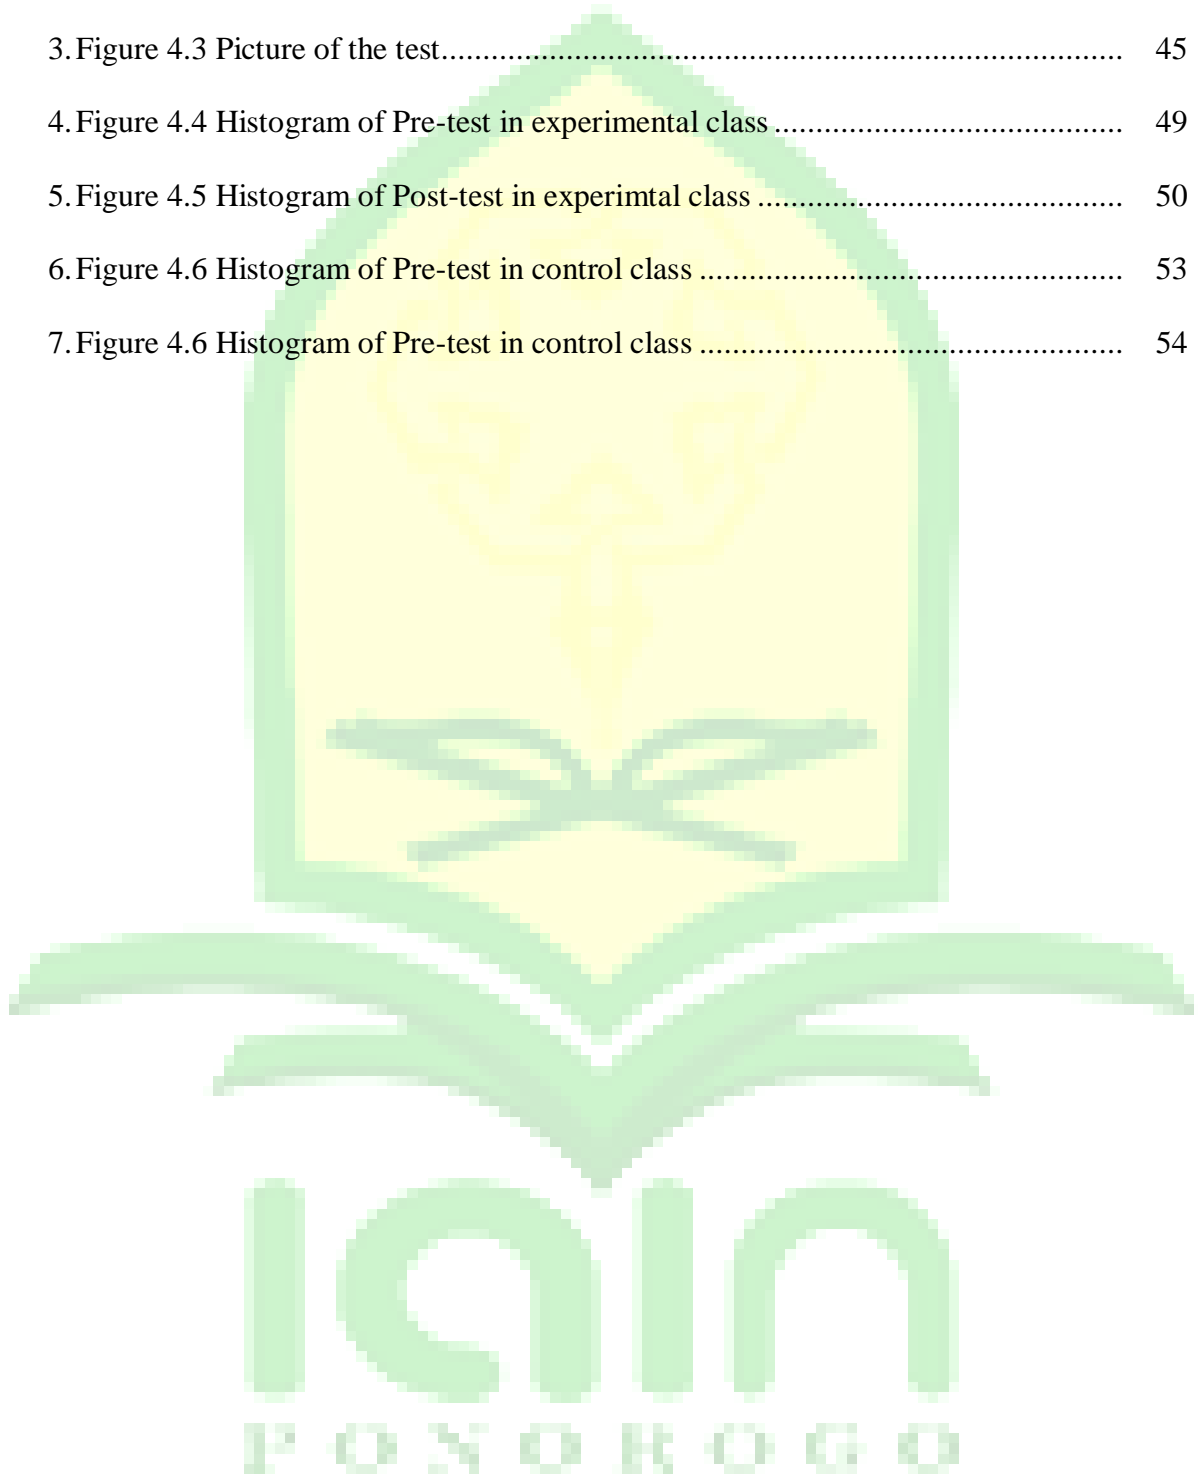 3. Figure 4.3 Picture of the test.................................................................................. 45
4. Figure 4.4 Histogram of Pre-test in experimental class .......................................... 49
5. Figure 4.5 Histogram of Post-test in experimtal class ............................................ 50
6. Figure 4.6 Histogram of Pre-test in control class ................................................... 53
7. Figure 4.6 Histogram of Pre-test in control class ................................................... 54
iain
PONOROGO